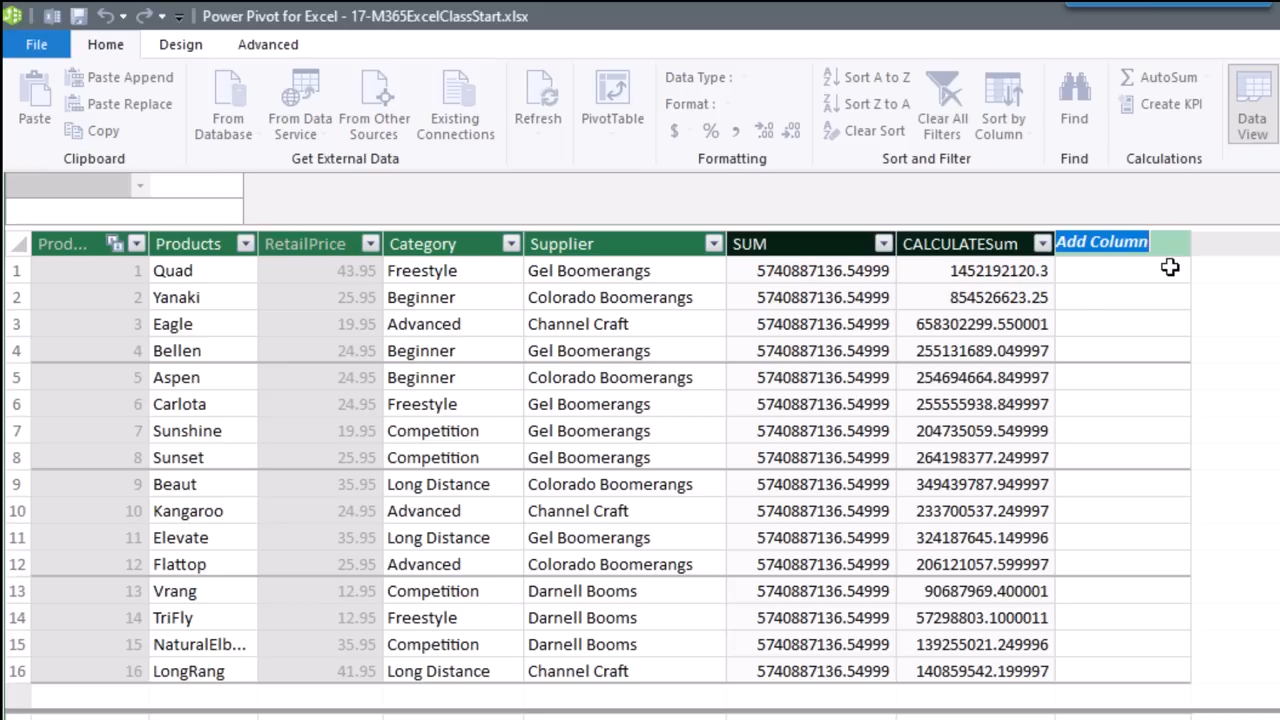 Power Pivot for Excel - 17-M365ExcelClassStart.xlsx
File Home Design Advanced
Paste
Paste Append
Paste Replace
Copy
Clipboard
From Database
From Data Service
From Other Sources
Existing Connections
Get External Data
Refresh
PivotTable
Data Type :
Format :
$ % ,
Formatting
Sort A to Z
Sort Z to A
Clear Sort
Clear All Filters
Sort by Column
Sort and Filter
Find
Find
AutoSum
Create KPI
Calculations
Data View
Prod... Products RetailPrice Category Supplier SUM CALCULATESum Add Column
1 1 Quad 43.95 Freestyle Gel Boomerangs 5740887136.54999 1452192120.3
2 2 Yanaki 25.95 Beginner Colorado Boomerangs 5740887136.54999 854526623.25
3 3 Eagle 19.95 Advanced Channel Craft 5740887136.54999 658302299.550001
4 4 Bellen 24.95 Beginner Gel Boomerangs 5740887136.54999 255131689.049997
5 5 Aspen 24.95 Beginner Colorado Boomerangs 5740887136.54999 254694664.849997
6 6 Carlota 24.95 Freestyle Gel Boomerangs 5740887136.54999 255555938.849997
7 7 Sunshine 19.95 Competition Gel Boomerangs 5740887136.54999 204735059.549999
8 8 Sunset 25.95 Competition Gel Boomerangs 5740887136.54999 264198377.249997
9 9 Beaut 35.95 Long Distance Colorado Boomerangs 5740887136.54999 349439787.949997
10 10 Kangaroo 24.95 Advanced Channel Craft 5740887136.54999 233700537.249997
11 11 Elevate 35.95 Long Distance Gel Boomerangs 5740887136.54999 324187645.149996
12 12 Flattop 25.95 Advanced Colorado Boomerangs 5740887136.54999 206121057.599997
13 13 Vrang 12.95 Competition Darnell Booms 5740887136.54999 90687969.400001
14 14 TriFly 12.95 Freestyle Darnell Booms 5740887136.54999 57298803.1000011
15 15 NaturalElb... 35.95 Competition Darnell Booms 5740887136.54999 139255021.249996
16 16 LongRang 41.95 Long Distance Channel Craft 5740887136.54999 140859542.199997